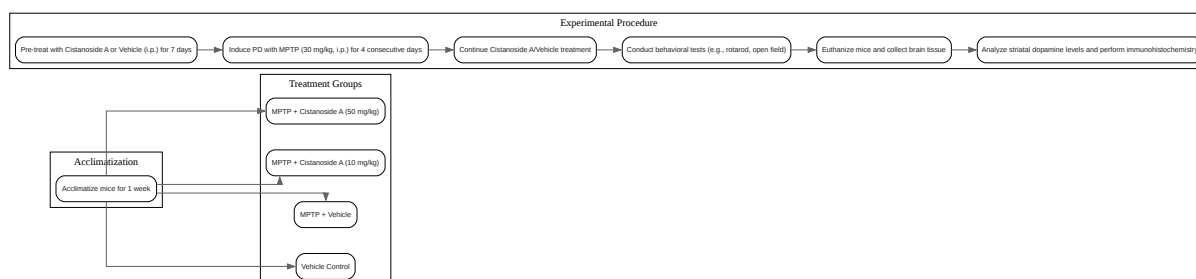 Experimental Procedure
Pre-treat with Cistanoside A or Vehicle (i.p.) for 7 days
Induce PD with MPTP (30 mg/kg, i.p.) for 4 consecutive days
Continue Cistanoside A/Vehicle treatment
Conduct behavioral tests (e.g., rotarod, open field)
Euthanize mice and collect brain tissue
Analyze striatal dopamine levels and perform immunohistochemistry
Treatment Groups
MPTP + Cistanoside A (50 mg/kg)
MPTP + Cistanoside A (10 mg/kg)
MPTP + Vehicle
Vehicle Control
Acclimatization
Acclimatize mice for 1 week